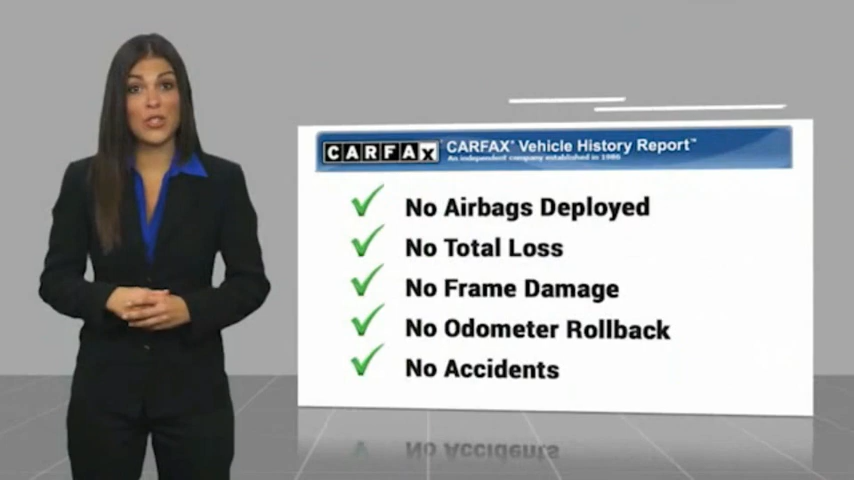 CARFAX CARFAX® Vehicle History Report™
An independent company established in 1986
No Airbags Deployed
No Total Loss
No Frame Damage
No Odometer Rollback
No Accidents
No Accidents